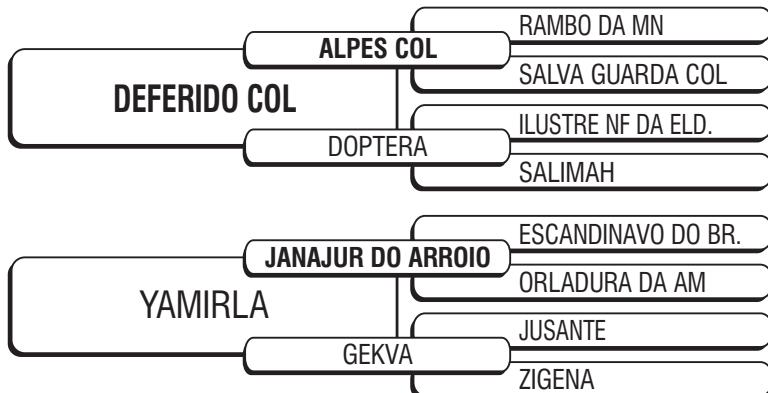 RAMBO DA MN
ALPES COL
SALVA GUARDA COL
DEFERIDO COL
ILUSTRE NF DA ELD.
DOPTERA
SALIMAH
ESCANDINAVO DO BR.
JANAJUR DO ARROIO
ORLADURA DA AM
YAMIRLA
JUSANTE
GEKVA
ZIGENA